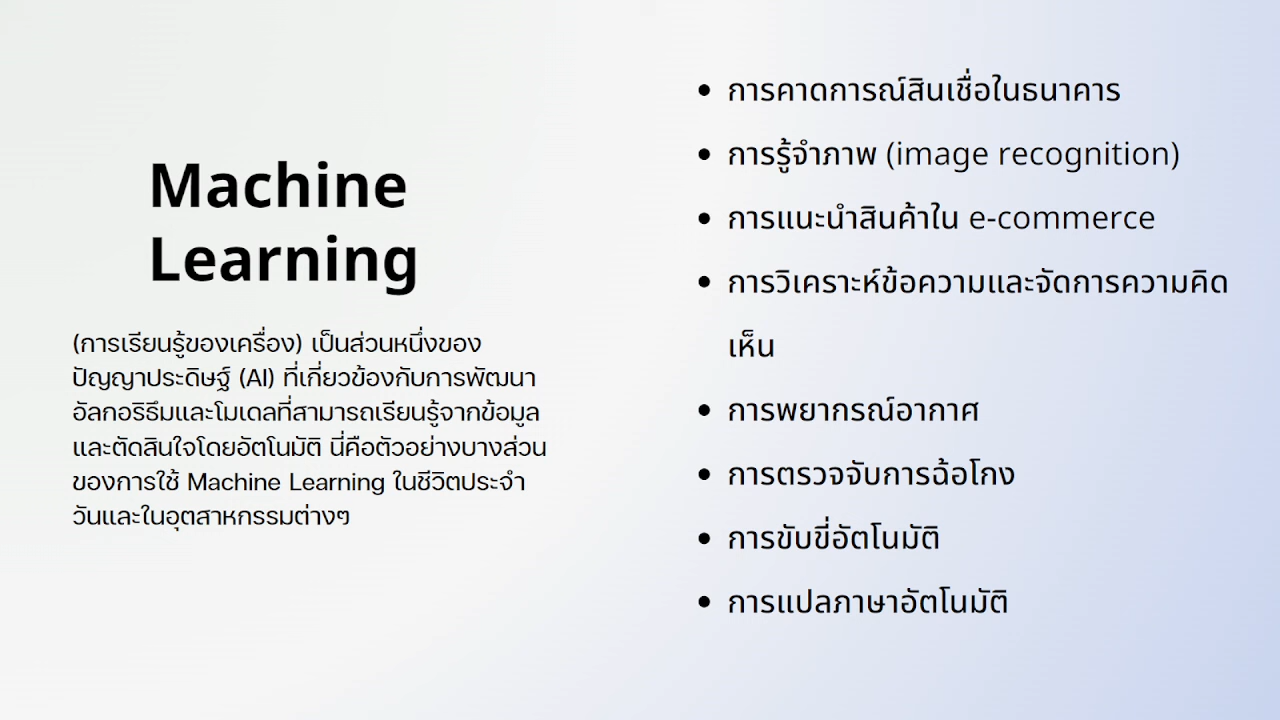 Machine
Learning
(การเรียนรู้ของเครื่อง) เป็นส่วนหนึ่งของ
ปัญญาประดิษฐ์ (AI) ที่เกี่ยวข้องกับการพัฒนา
อัลกอริธึมและโมเดลที่สามารถเรียนรู้จากข้อมูล
และตัดสินใจโดยอัตโนมัติ นี่คือตัวอย่างบางส่วน
ของการใช้ Machine Learning ในชีวิตประจำ
วันและในอุตสาหกรรมต่างๆ
• การคาดการณ์สินเชื่อในธนาคาร
• การรู้จำภาพ (image recognition)
• การแนะนำสินค้าใน e-commerce
• การวิเคราะห์ข้อความและจัดการความคิด
เห็น
• การพยากรณ์อากาศ
• การตรวจจับการฉ้อโกง
• การขับขี่อัตโนมัติ
• การแปลภาษาอัตโนมัติ